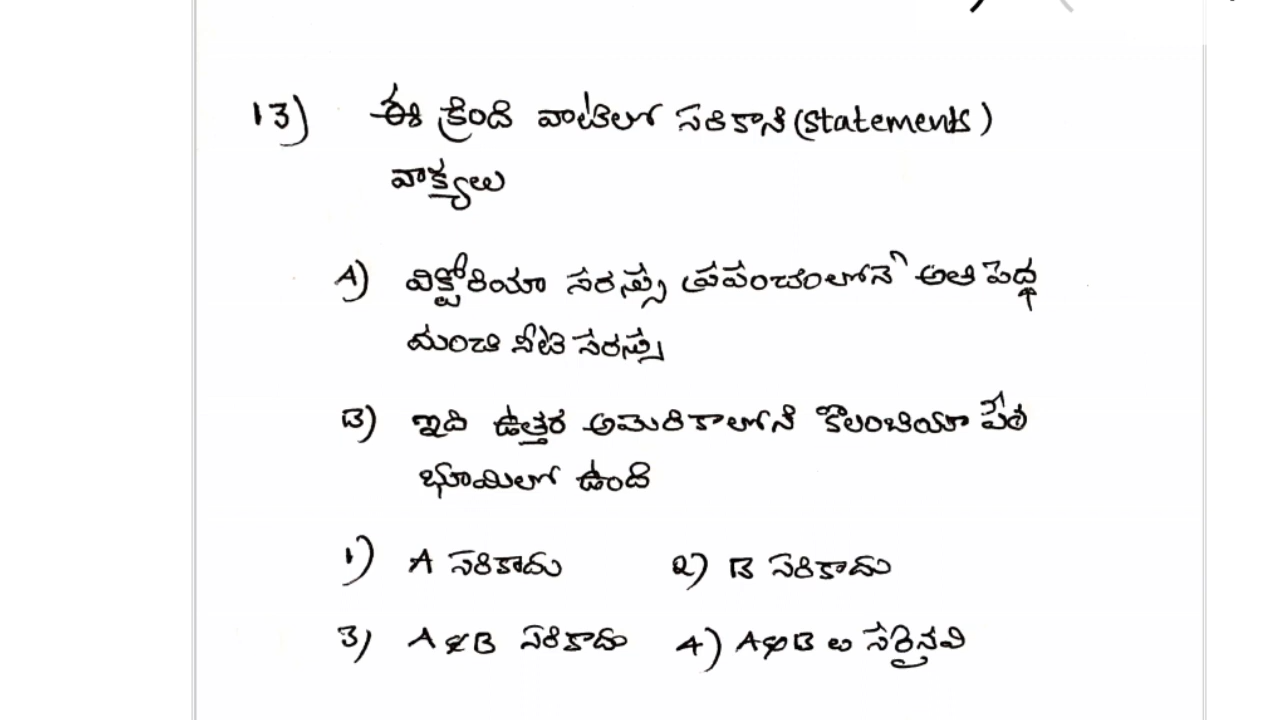 13) ఈ క్రింది వాటిలో సరికాని (Statements)
వాక్యలు
A) విక్టోరియా సరస్సు ప్రపంచంలోనే అతి పెద్ద
మంచి నీటి సరస్సు
B) ఇది ఉత్తర అమెరికాలోని కొలంబియా పేట
భూమిలో ఉంది
1) A సరికాదు 2) B సరికాదు
3) A & B సరికాదు 4) A & B ల సరైనవి